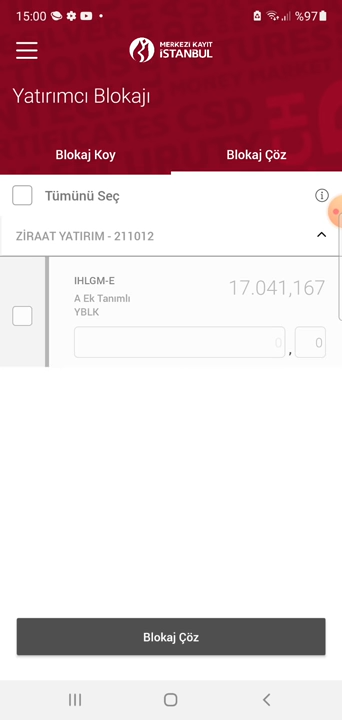 15:00
%97
MERKEZİ KAYIT
İSTANBUL
Yatırımcı Blokajı
Blokaj Koy
Blokaj Çöz
Tümünü Seç
ZİRAAT YATIRIM - 211012
IHLGM-E
17.041,167
A Ek Tanımlı
YBLK
0 , 0
Blokaj Çöz